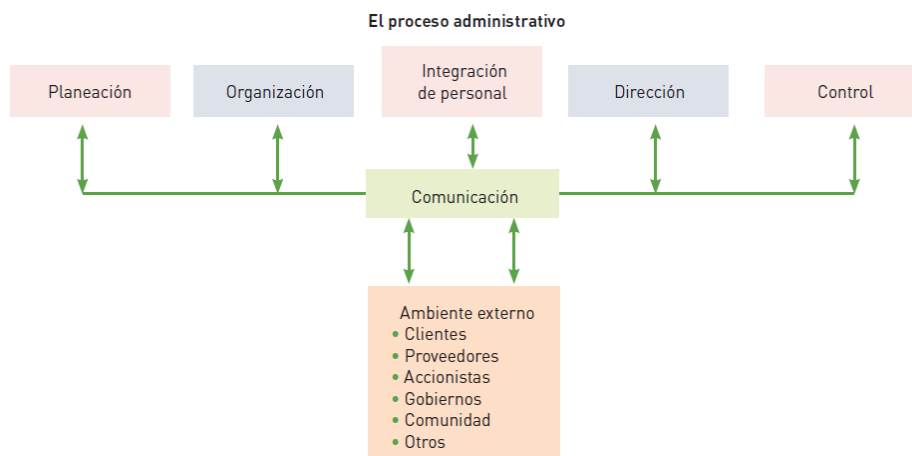 El proceso administrativo
Planeación
Organización
Integración
de personal
Dirección
Control
Comunicación
Ambiente externo
• Clientes
• Proveedores
• Accionistas
• Gobiernos
• Comunidad
• Otros